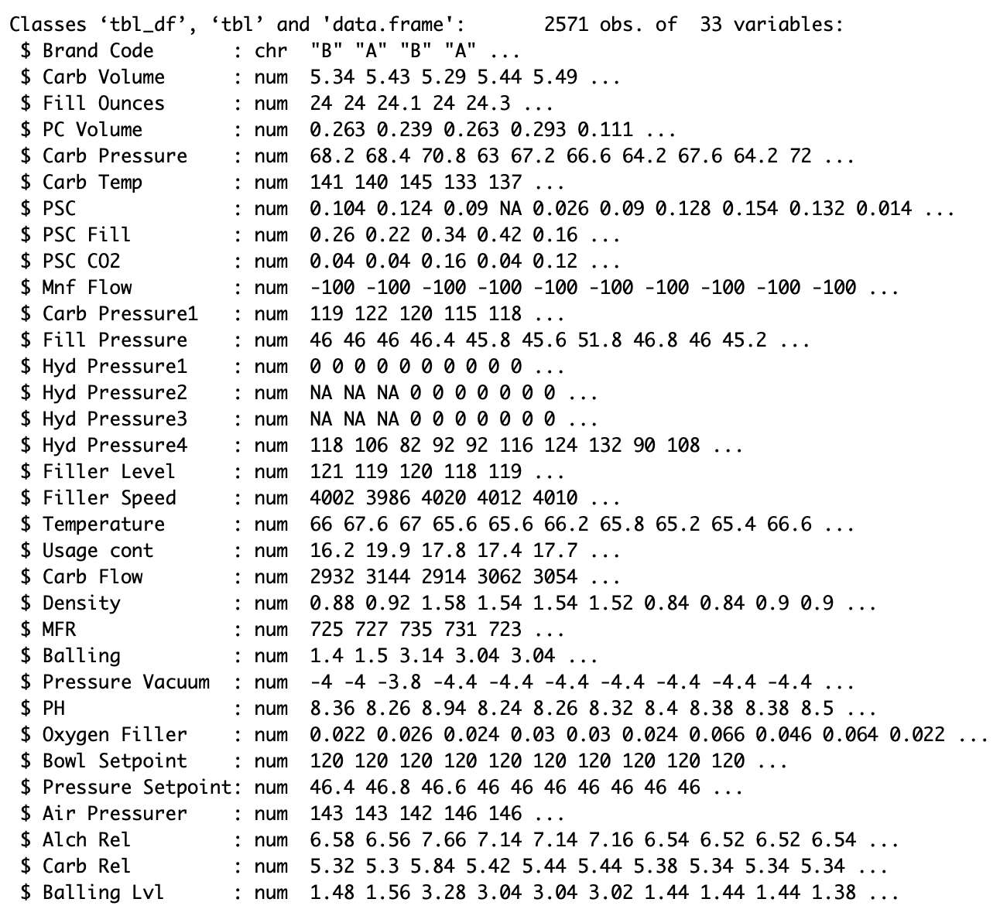 Classes ‘tbl_df’, ‘tbl’ and 'data.frame':	2571 obs. of  33 variables:
 $ Brand Code       : chr  "B" "A" "B" "A" ...
 $ Carb Volume      : num  5.34 5.43 5.29 5.44 5.49 ...
 $ Fill Ounces      : num  24 24 24.1 24 24.3 ...
 $ PC Volume        : num  0.263 0.239 0.263 0.293 0.111 ...
 $ Carb Pressure    : num  68.2 68.4 70.8 63 67.2 66.6 64.2 67.6 64.2 72 ...
 $ Carb Temp        : num  141 140 145 133 137 ...
 $ PSC              : num  0.104 0.124 0.09 NA 0.026 0.09 0.128 0.154 0.132 0.014 ...
 $ PSC Fill         : num  0.26 0.22 0.34 0.42 0.16 ...
 $ PSC CO2          : num  0.04 0.04 0.16 0.04 0.12 ...
 $ Mnf Flow         : num  -100 -100 -100 -100 -100 -100 -100 -100 -100 -100 ...
 $ Carb Pressure1   : num  119 122 120 115 118 ...
 $ Fill Pressure    : num  46 46 46 46.4 45.8 45.6 51.8 46.8 46 45.2 ...
 $ Hyd Pressure1    : num  0 0 0 0 0 0 0 0 0 0 ...
 $ Hyd Pressure2    : num  NA NA NA 0 0 0 0 0 0 0 ...
 $ Hyd Pressure3    : num  NA NA NA 0 0 0 0 0 0 0 ...
 $ Hyd Pressure4    : num  118 106 82 92 92 116 124 132 90 108 ...
 $ Filler Level     : num  121 119 120 118 119 ...
 $ Filler Speed     : num  4002 3986 4020 4012 4010 ...
 $ Temperature      : num  66 67.6 67 65.6 65.6 66.2 65.8 65.2 65.4 66.6 ...
 $ Usage cont       : num  16.2 19.9 17.8 17.4 17.7 ...
 $ Carb Flow        : num  2932 3144 2914 3062 3054 ...
 $ Density          : num  0.88 0.92 1.58 1.54 1.54 1.52 0.84 0.84 0.9 0.9 ...
 $ MFR              : num  725 727 735 731 723 ...
 $ Balling          : num  1.4 1.5 3.14 3.04 3.04 ...
 $ Pressure Vacuum  : num  -4 -4 -3.8 -4.4 -4.4 -4.4 -4.4 -4.4 -4.4 -4.4 ...
 $ PH               : num  8.36 8.26 8.94 8.24 8.26 8.32 8.4 8.38 8.38 8.5 ...
 $ Oxygen Filler    : num  0.022 0.026 0.024 0.03 0.03 0.024 0.066 0.046 0.064 0.022 ...
 $ Bowl Setpoint    : num  120 120 120 120 120 120 120 120 120 120 ...
 $ Pressure Setpoint: num  46.4 46.8 46.6 46 46 46 46 46 46 46 ...
 $ Air Pressurer    : num  143 143 142 146 146 ...
 $ Alch Rel         : num  6.58 6.56 7.66 7.14 7.14 7.16 6.54 6.52 6.52 6.54 ...
 $ Carb Rel         : num  5.32 5.3 5.84 5.42 5.44 5.44 5.38 5.34 5.34 5.34 ...
 $ Balling Lvl      : num  1.48 1.56 3.28 3.04 3.04 3.02 1.44 1.44 1.44 1.38 ...